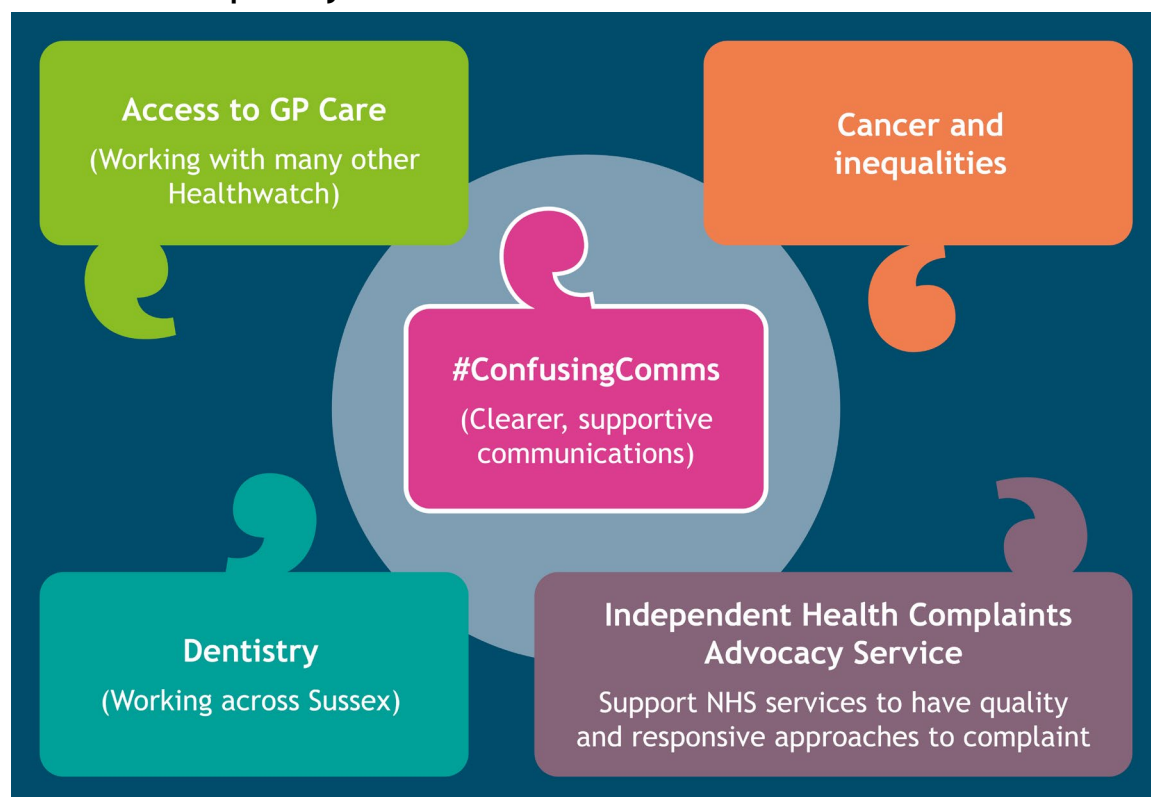 Access to GP Care
(Working with many other
Healthwatch)
Cancer and
inequalities
#ConfusingComms
(Clearer, supportive
communications)
Dentistry
(Working across Sussex)
Independent Health Complaints
Advocacy Service
Support NHS services to have quality
and responsive approaches to complaint